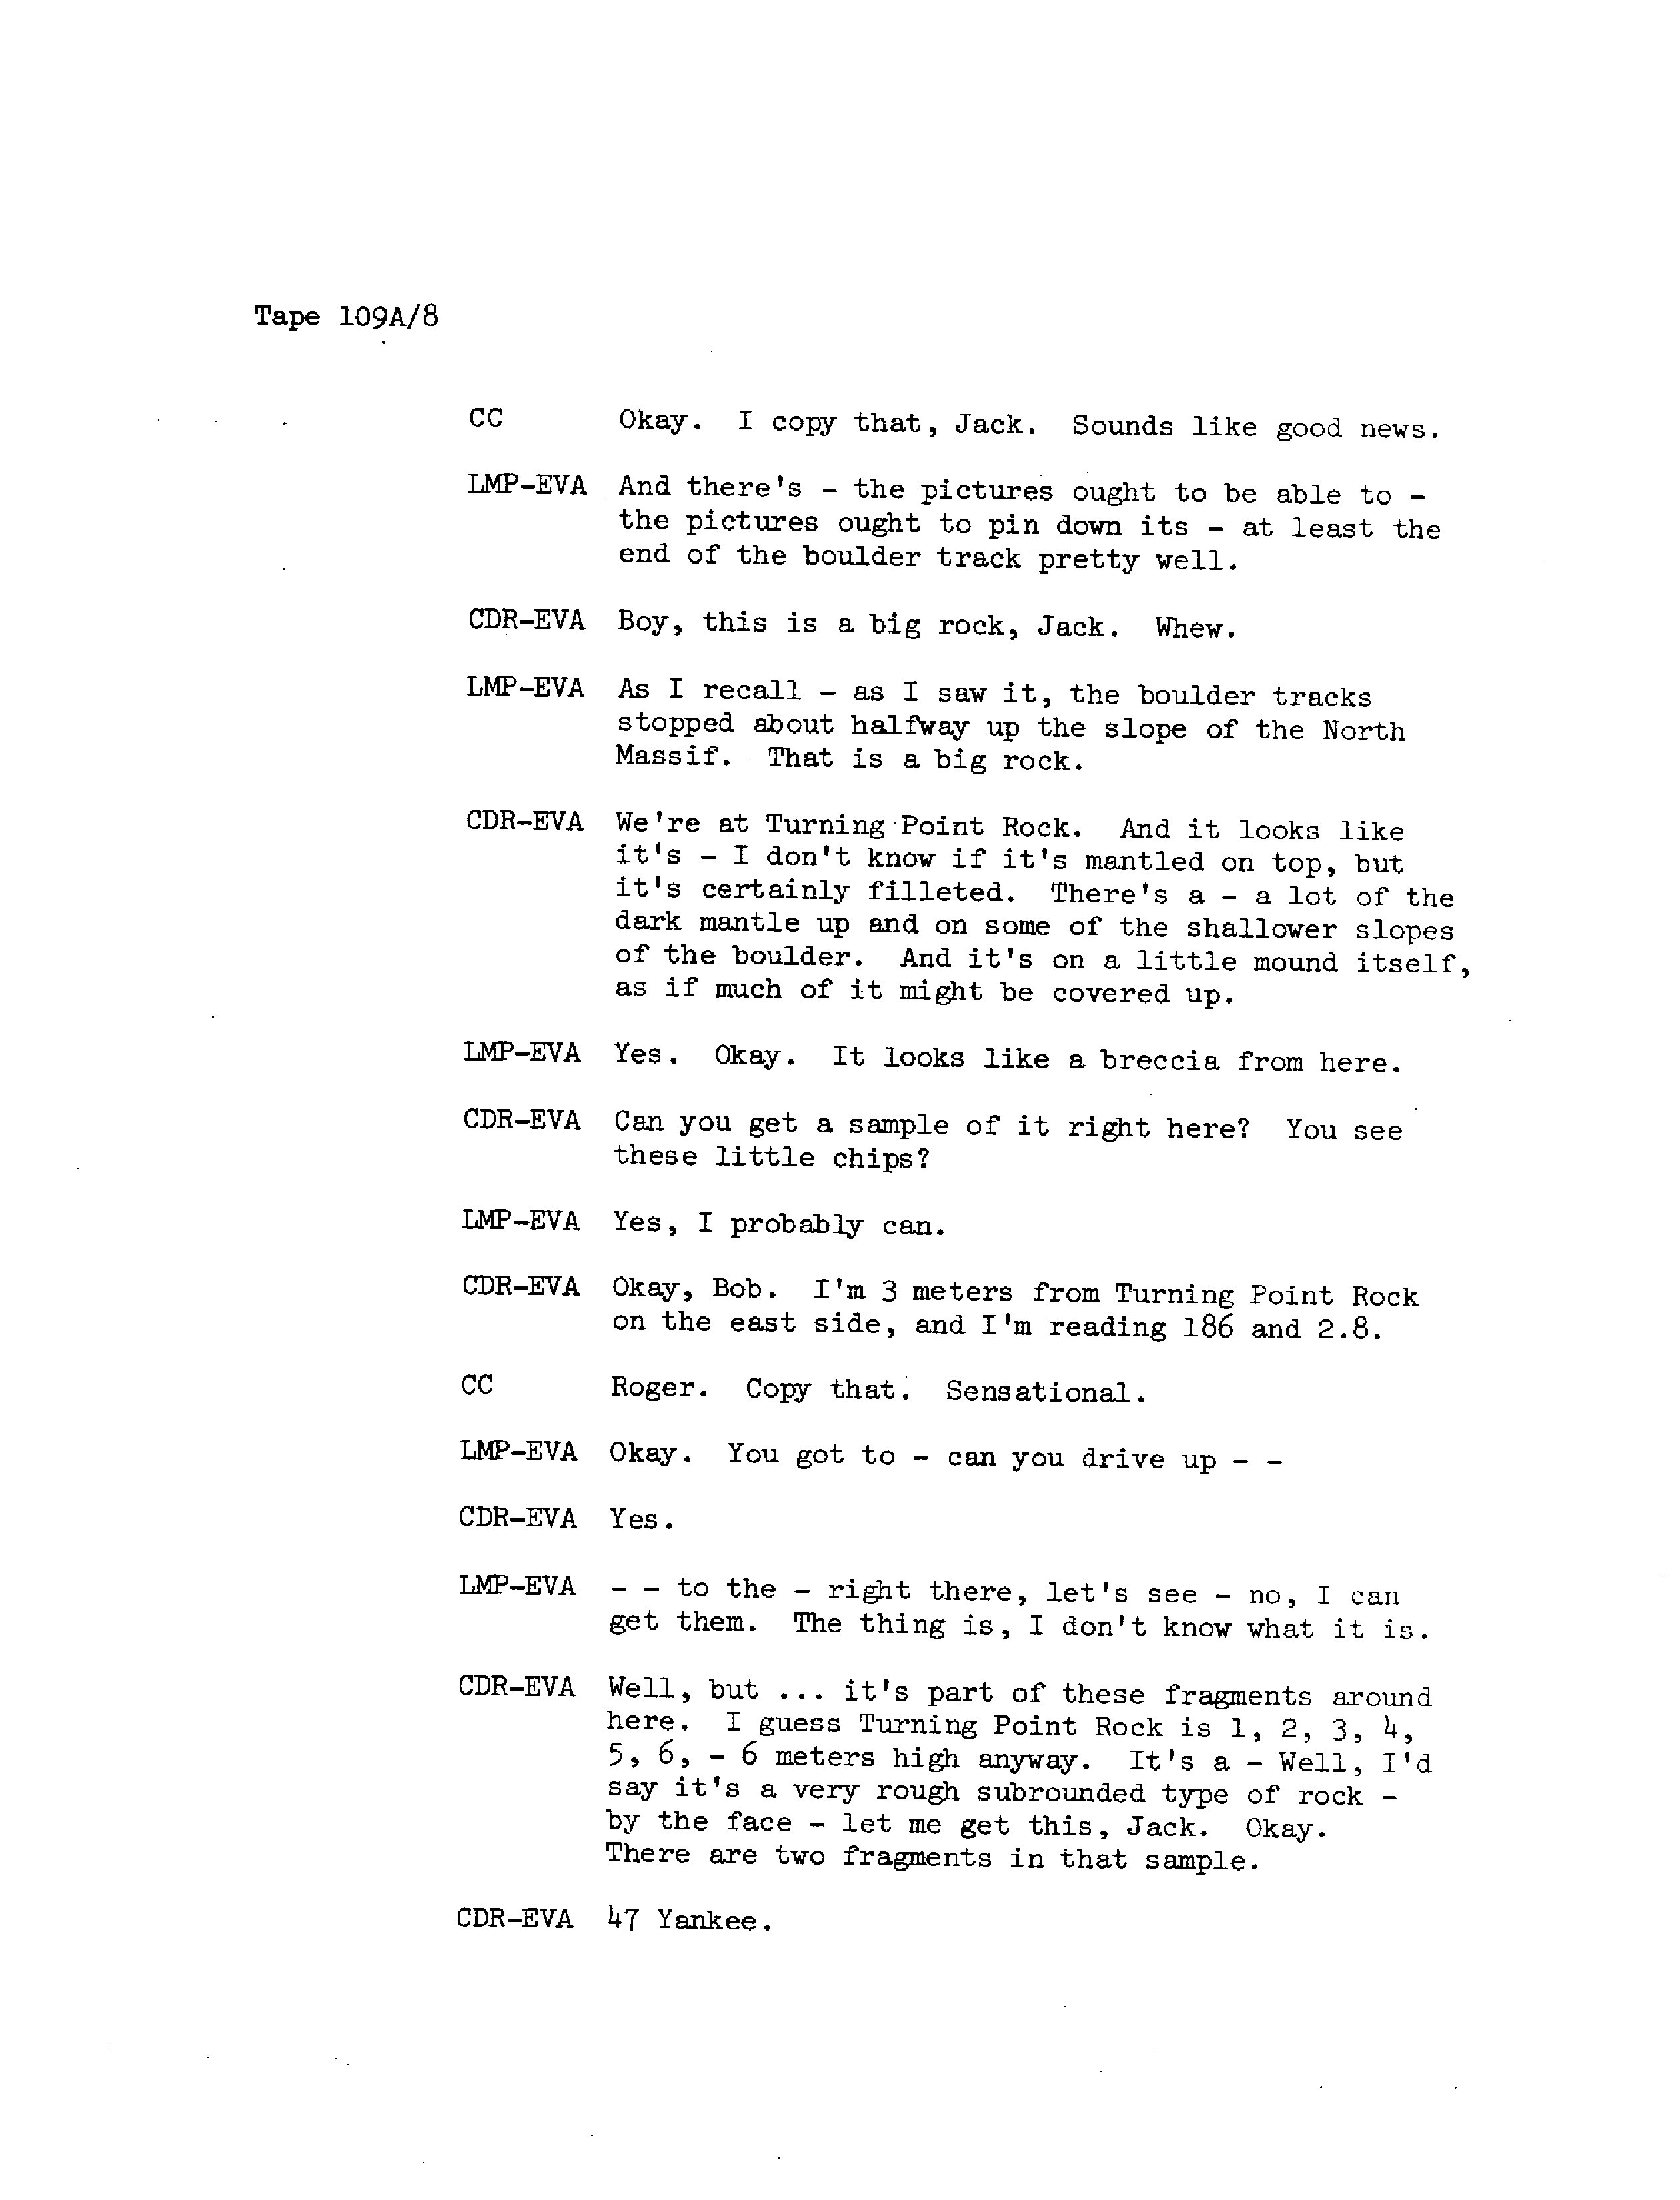 Tape 109A/8
CC Okay. I copy that, Jack. Sounds like good news.
LMP-EVA And there's - the pictures ought to be able to -
the pictures ought to pin down its - at least the
end of the boulder track pretty well.
CDR-EVA Boy, this is a big rock, Jack. Whew.
LMP-EVA As I recall - as I saw it, the boulder tracks
stopped about halfway up the slope of the North
Massif. That is a big rock.
CDR-EVA We're at Turning Point Rock. And it looks like
it's - I don't know if it's mantled on top, but
it's certainly filleted. There's a - a lot of the
dark mantle up and on some of the shallower slopes
of the boulder. And it's on a little mound itself,
as if much of it might be covered up.
LMP-EVA Yes. Okay. It looks like a breccia from here.
CDR-EVA Can you get a sample of it right here? You see
these little chips?
LMP-EVA Yes, I probably can.
CDR-EVA Okay, Bob. I'm 3 meters from Turning Point Rock
on the east side, and I'm reading 186 and 2.8.
CC Roger. Copy that. Sensational.
LMP-EVA Okay. You got to - can you drive up - -
CDR-EVA Yes.
LMP-EVA - - to the - right there, let's see - no, I can
get them. The thing is, I don't know what it is.
CDR-EVA Well, but ... it's part of these fragments around
here. I guess Turning Point Rock is 1, 2, 3, 4,
5, 6, - 6 meters high anyway. It's a - Well, I'd
say it's a very rough subrounded type of rock -
by the face - let me get this, Jack. Okay.
There are two fragments in that sample.
CDR-EVA 47 Yankee.